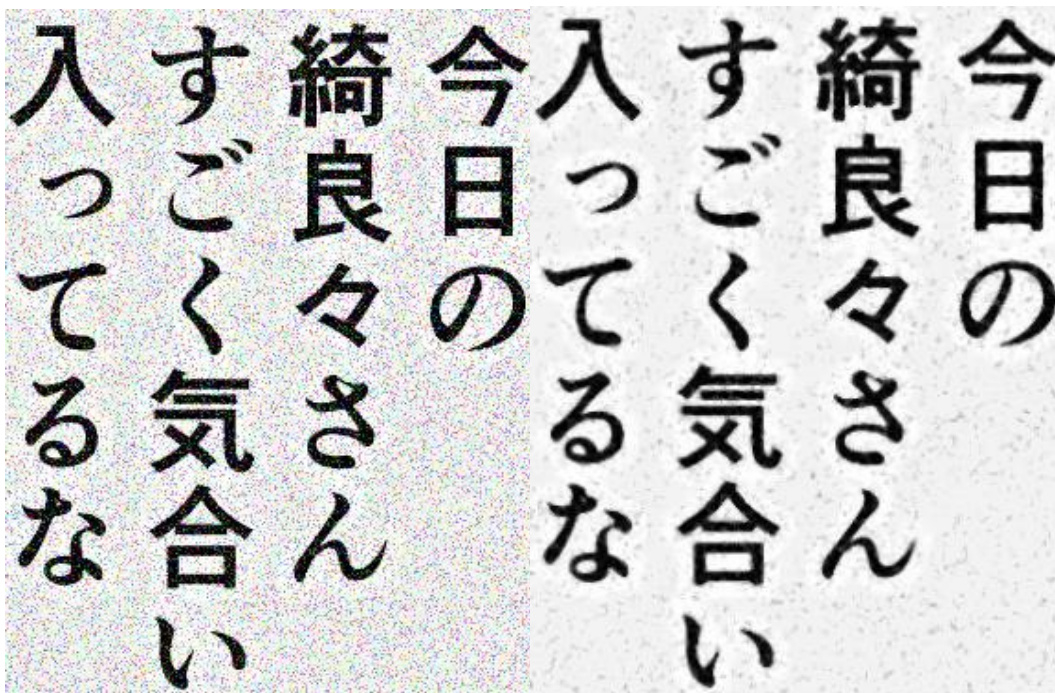 今日の
綺良々さん
すごく気合い
入ってるな
今日の
綺良々さん
すごく気合い
入ってるな